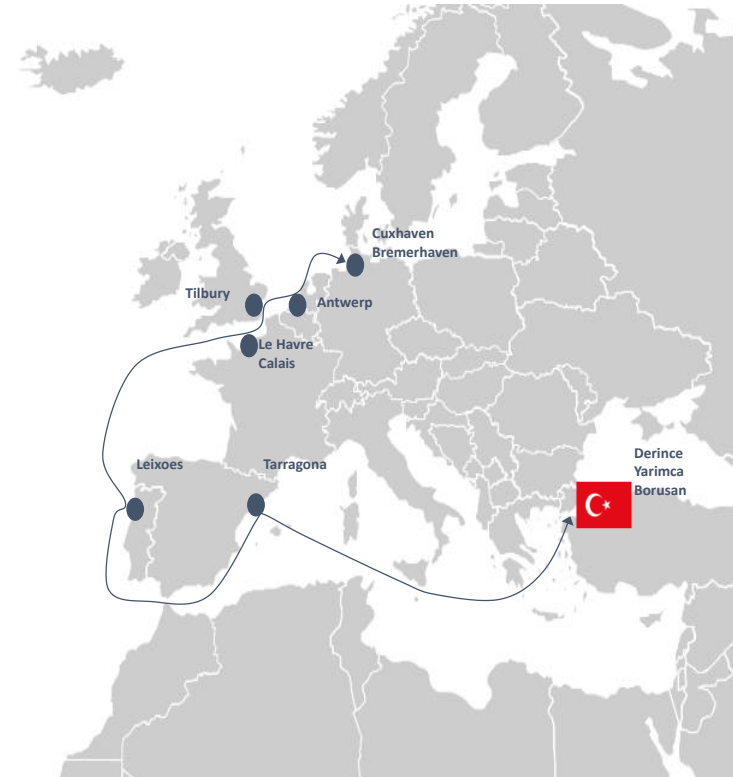 Cuxhaven
Bremerhaven
Tilbury
Antwerp
Le Havre
Calais
Leixoes
Tarragona
Derince
Yarimca
Borusan